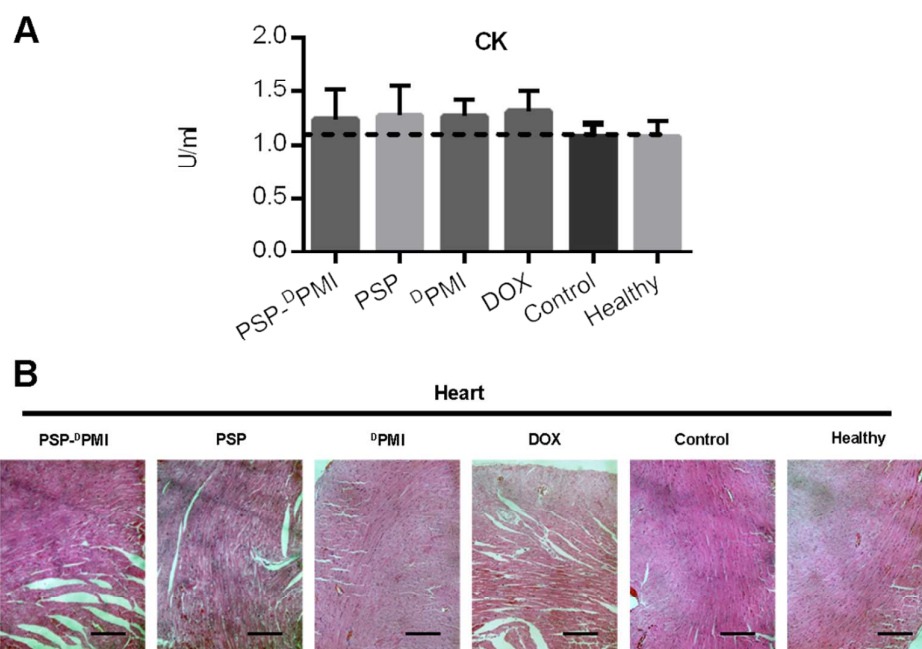 A
CK
2.0
1.5
1.0
0.5
0.0
U/ml
PSP-ᴰPMI
PSP
ᴰPMI
DOX
Control
Healthy
B
Heart
PSP-ᴰPMI PSP ᴰPMI DOX Control Healthy